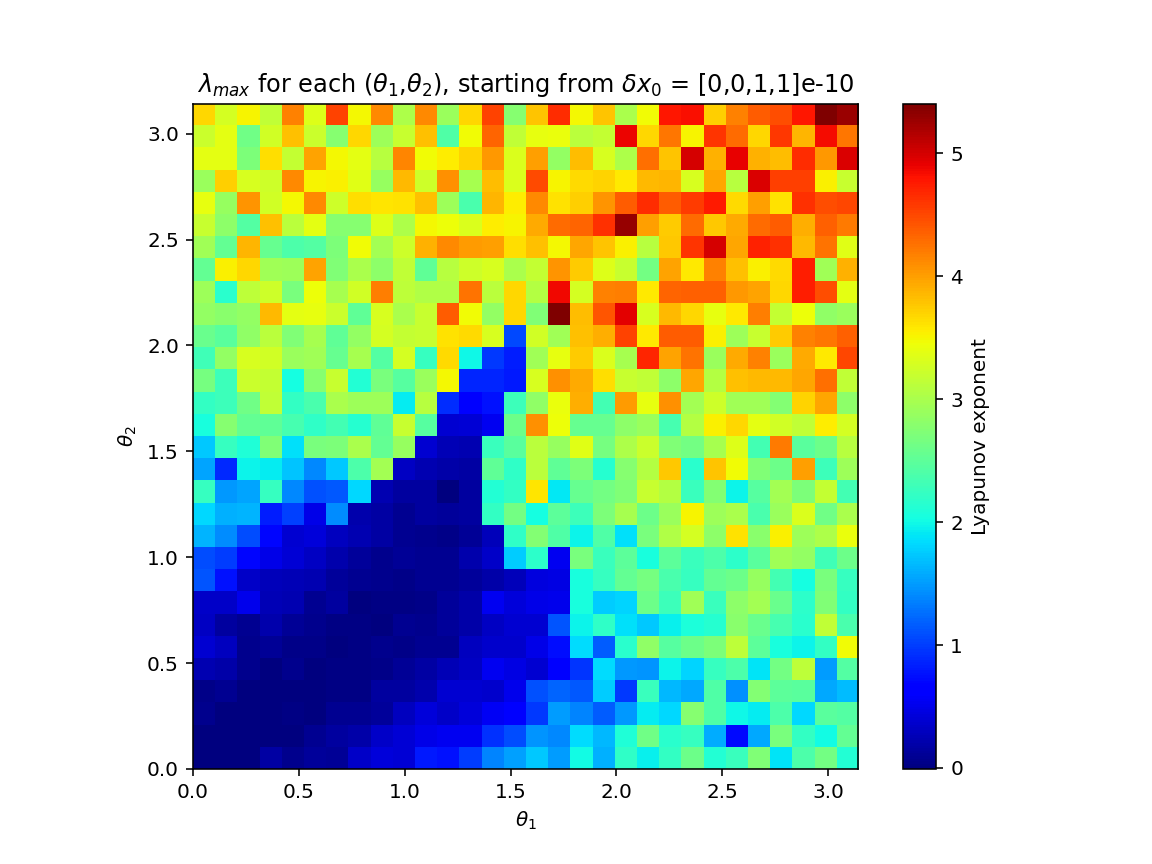 λmax for each (θ1,θ2), starting from δx0 = [0,0,1,1]e-10
3.0
2.5
2.0
1.5
1.0
0.5
0.0
θ2
0.0 0.5 1.0 1.5 2.0 2.5 3.0
θ1
5
4
3
2
1
0
Lyapunov exponent